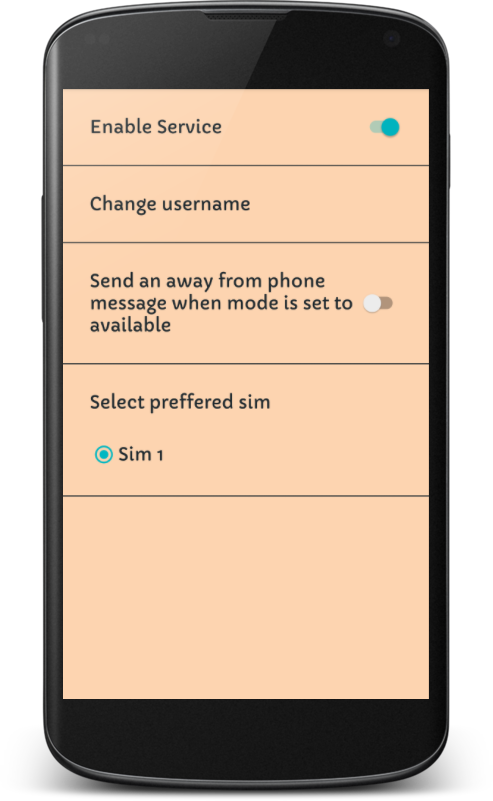 Enable Service
Change username
Send an away from phone
message when mode is set to
available
Select preffered sim
Sim 1